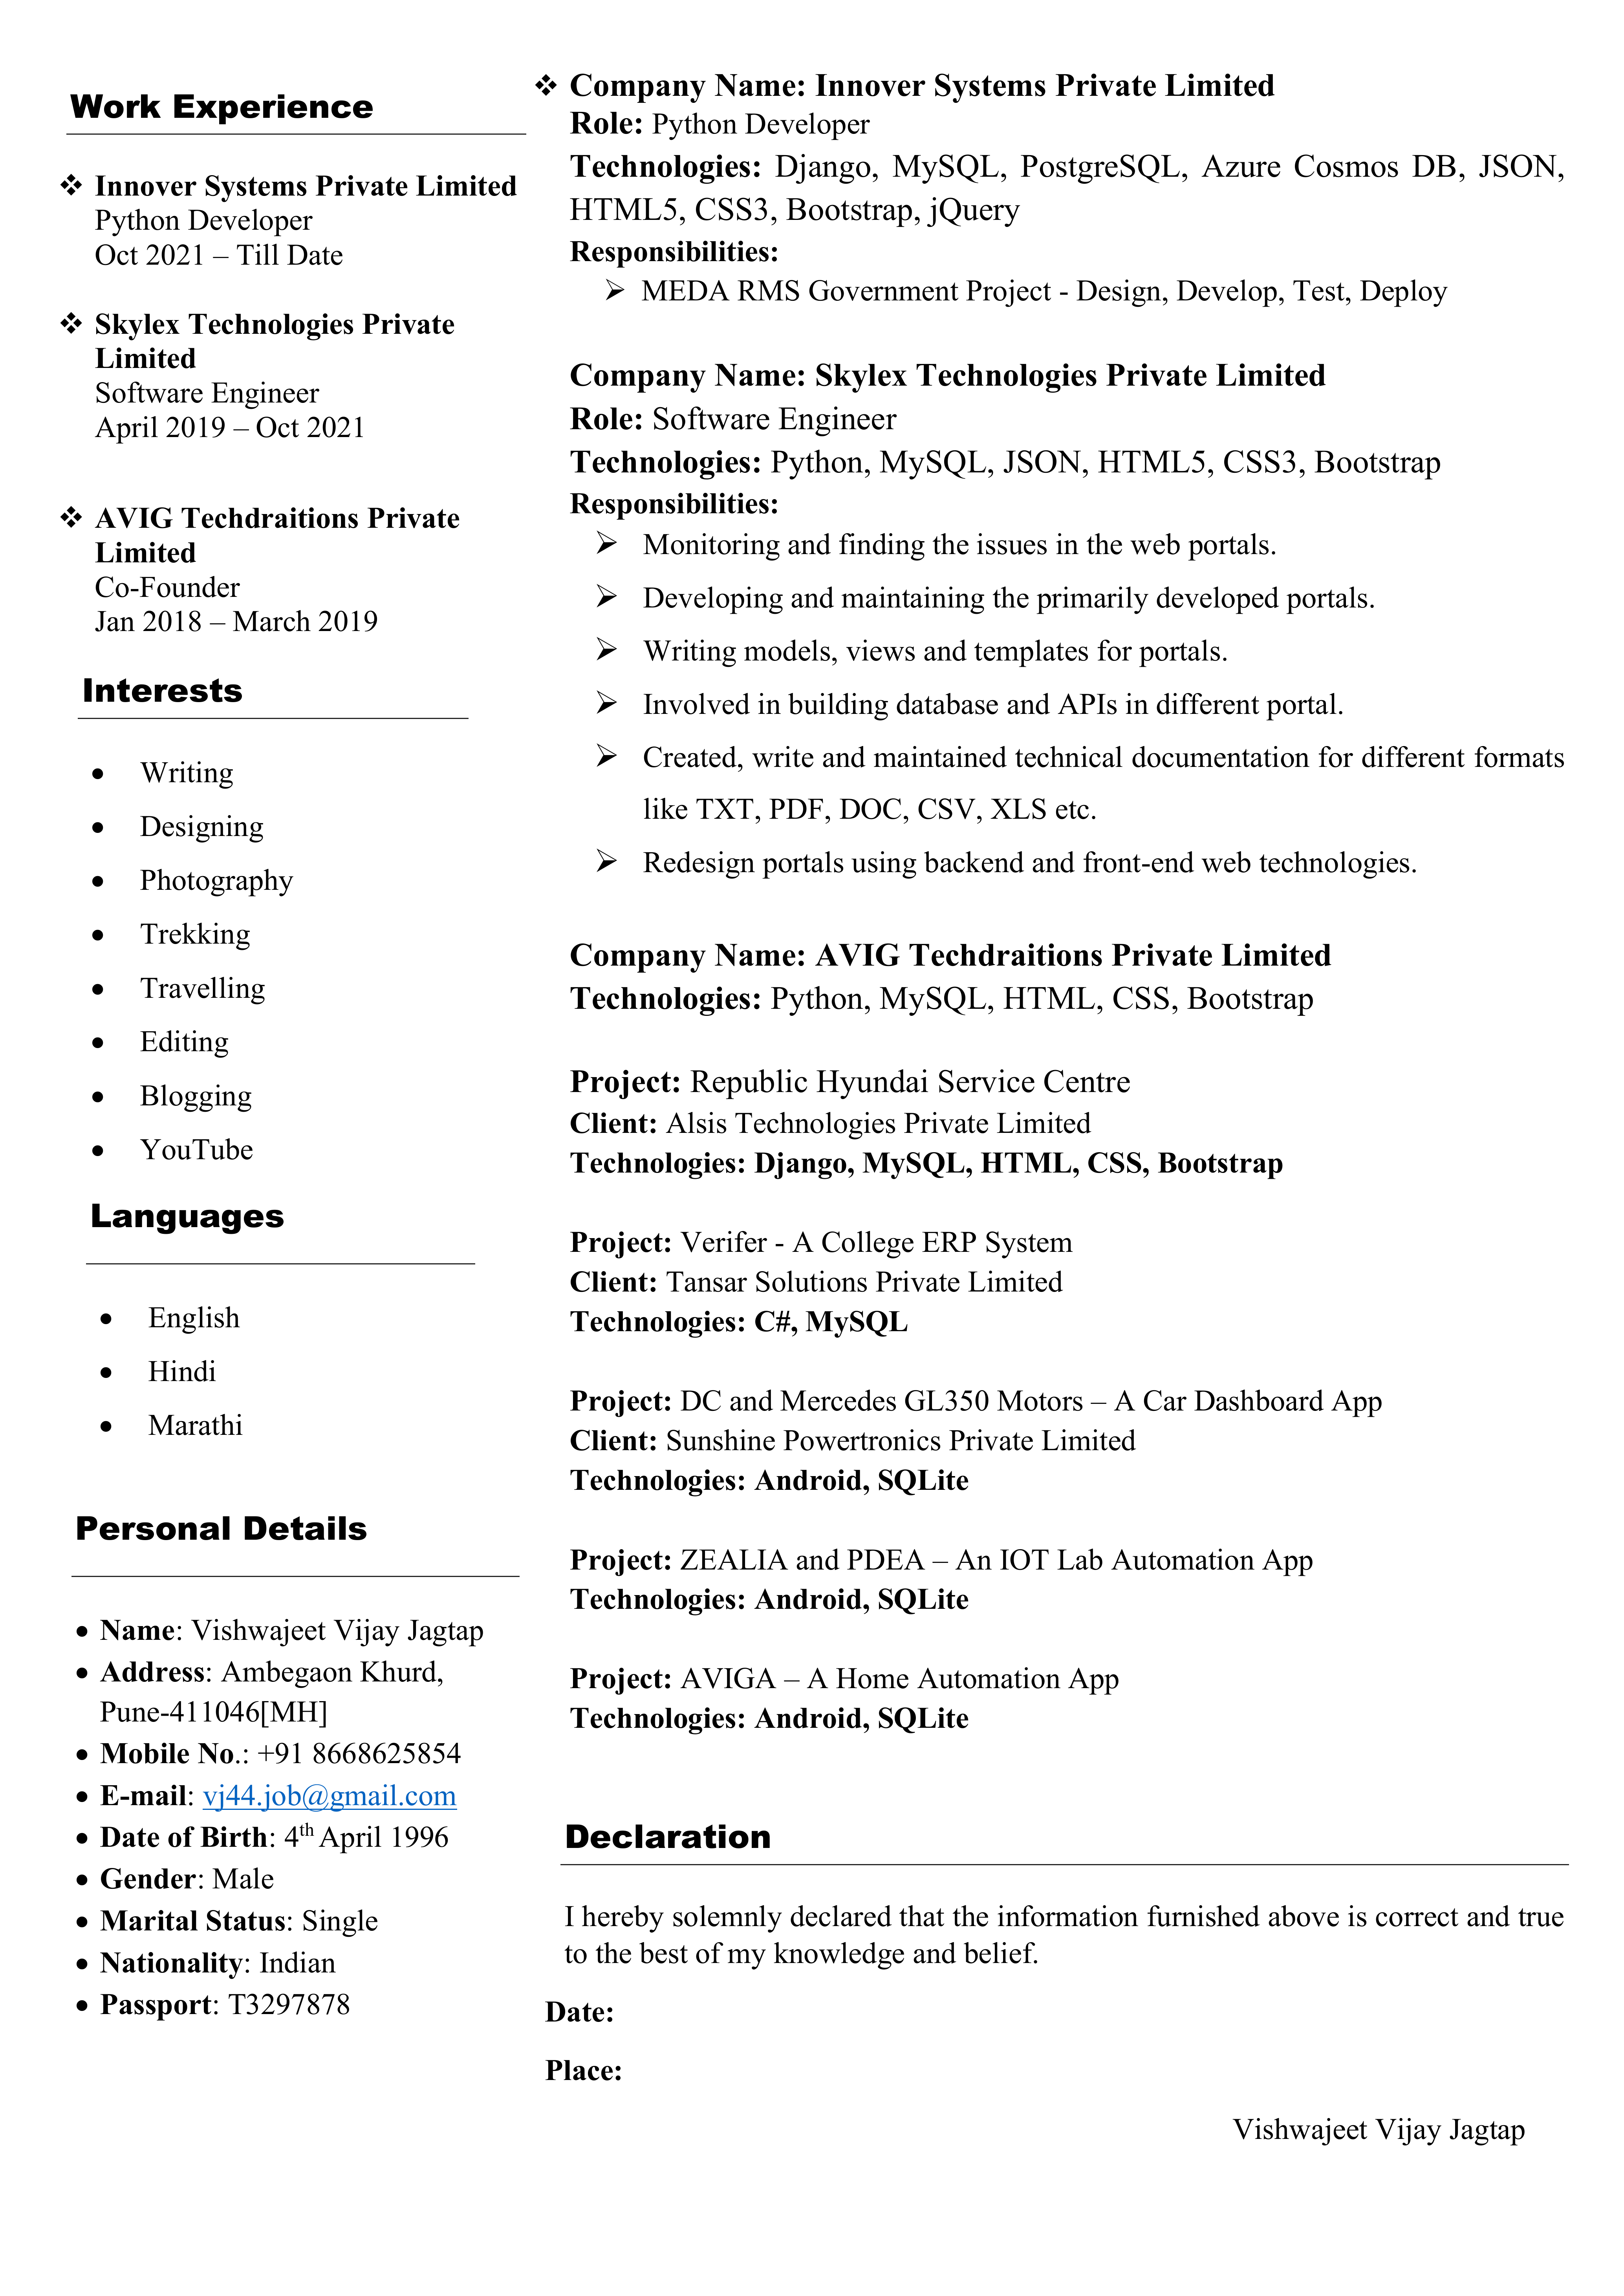 Work Experience
❖ Innover Systems Private Limited
Python Developer
Oct 2021 – Till Date
❖ Skylex Technologies Private
Limited
Software Engineer
April 2019 – Oct 2021
❖ AVIG Techdraitions Private
Limited
Co-Founder
Jan 2018 – March 2019
Interests
• Writing
• Designing
• Photography
• Trekking
• Travelling
• Editing
• Blogging
• YouTube
Languages
• English
• Hindi
• Marathi
Personal Details
• Name: Vishwajeet Vijay Jagtap
• Address: Ambegaon Khurd,
Pune-411046[MH]
• Mobile No.: +91 8668625854
• E-mail: vj44.job@gmail.com
• Date of Birth: 4th April 1996
• Gender: Male
• Marital Status: Single
• Nationality: Indian
• Passport: T3297878
❖ Company Name: Innover Systems Private Limited
Role: Python Developer
Technologies: Django, MySQL, PostgreSQL, Azure Cosmos DB, JSON,
HTML5, CSS3, Bootstrap, jQuery
Responsibilities:
➢ MEDA RMS Government Project - Design, Develop, Test, Deploy
Company Name: Skylex Technologies Private Limited
Role: Software Engineer
Technologies: Python, MySQL, JSON, HTML5, CSS3, Bootstrap
Responsibilities:
➢ Monitoring and finding the issues in the web portals.
➢ Developing and maintaining the primarily developed portals.
➢ Writing models, views and templates for portals.
➢ Involved in building database and APIs in different portal.
➢ Created, write and maintained technical documentation for different formats
like TXT, PDF, DOC, CSV, XLS etc.
➢ Redesign portals using backend and front-end web technologies.
Company Name: AVIG Techdraitions Private Limited
Technologies: Python, MySQL, HTML, CSS, Bootstrap
Project: Republic Hyundai Service Centre
Client: Alsis Technologies Private Limited
Technologies: Django, MySQL, HTML, CSS, Bootstrap
Project: Verifer - A College ERP System
Client: Tansar Solutions Private Limited
Technologies: C#, MySQL
Project: DC and Mercedes GL350 Motors – A Car Dashboard App
Client: Sunshine Powertronics Private Limited
Technologies: Android, SQLite
Project: ZEALIA and PDEA – An IOT Lab Automation App
Technologies: Android, SQLite
Project: AVIGA – A Home Automation App
Technologies: Android, SQLite
Declaration
I hereby solemnly declared that the information furnished above is correct and true
to the best of my knowledge and belief.
Date:
Place:
Vishwajeet Vijay Jagtap